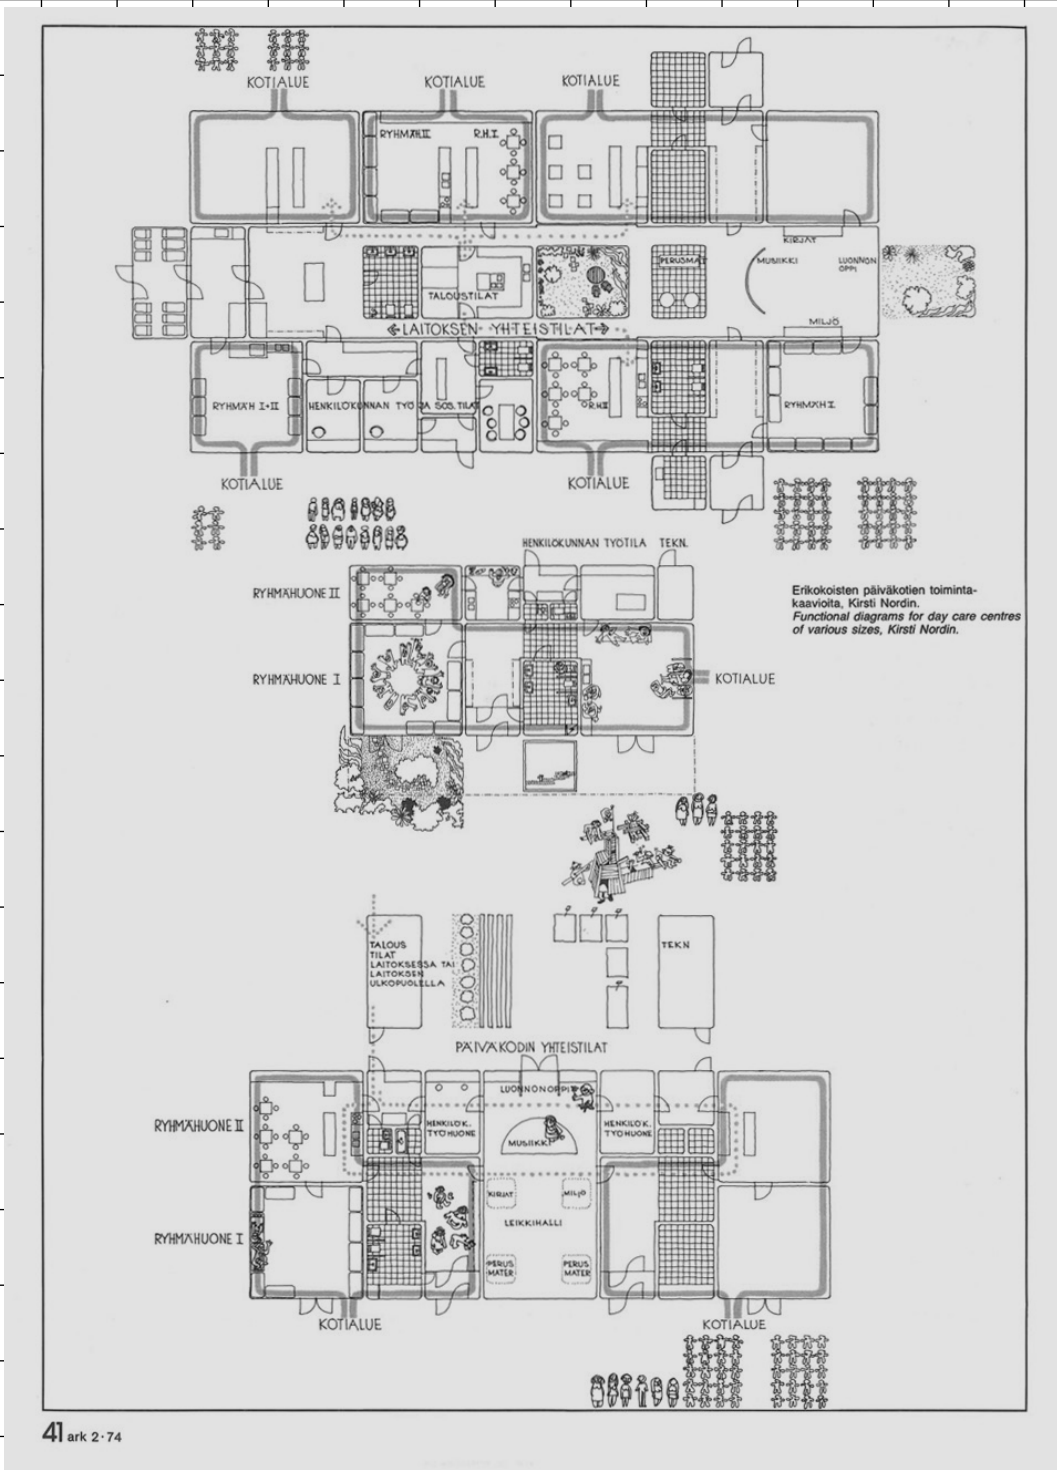 KOTIALUE
KOTIALUE
KOTIALUE
RYHMÄH II
R.H.I.
KIRJAT
PERUSMAT
MUSIIKKI
LUONNON
OPPI
TALOUSTILAT
MILJÖ
LAITOKSEN YHTEISTILAT
RYHMÄH I+II
HENKILÖKUNNAN TYÖ JA SOS. TILAT
R.H.II
RYHMÄH I.
KOTIALUE
KOTIALUE
HENKILÖKUNNAN TYÖTILA
TEKN.
RYHMÄHUONE II
RYHMÄHUONE I
KOTIALUE
Erikokoisten päiväkotien toiminta-
kaavioita, Kirsti Nordin.
Functional diagrams for day care centres
of various sizes, Kirsti Nordin.
TALOUS
TILAT
LAITOKSESSA TAI
LAITOKSEN
ULKOPUOLELLA
TEKN
PÄIVÄKODIN YHTEISTILAT
LUONNONOPPI
RYHMÄHUONE II
HENKILÖK.
TYÖHUONE
MUSIIKKI
HENKILÖK.
TYÖHUONE
KIRJAT
MILJÖ
LEIKKIHALLI
RYHMÄHUONE I
PERUS
MATER
PERUS
MATER
KOTIALUE
KOTIALUE
41 ark 2·74